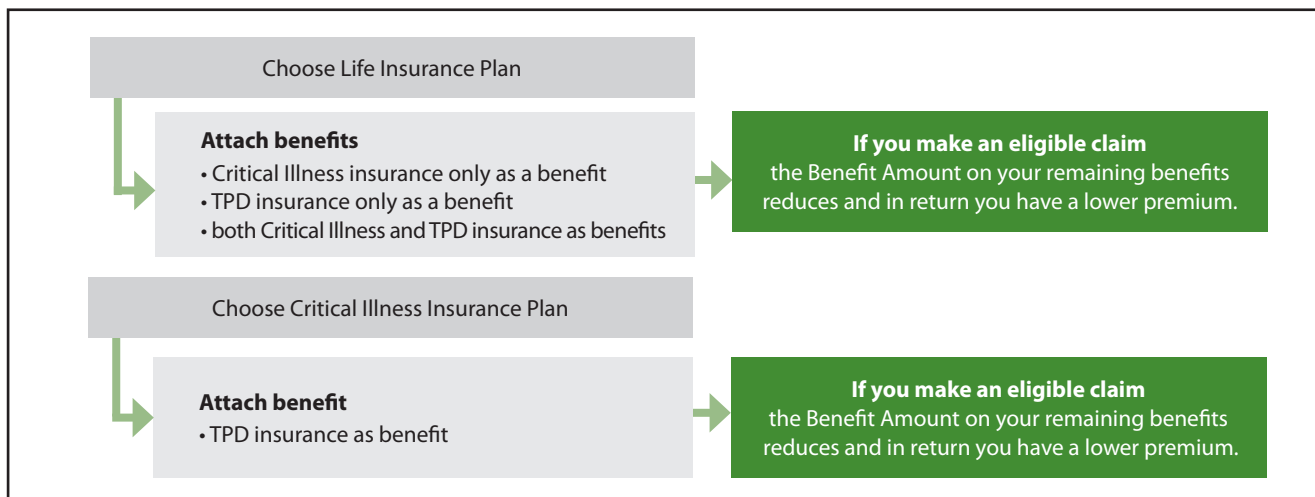 Choose Life Insurance Plan
Attach benefits
• Critical Illness insurance only as a benefit
• TPD insurance only as a benefit
• both Critical Illness and TPD insurance as benefits
If you make an eligible claim
the Benefit Amount on your remaining benefits
reduces and in return you have a lower premium.
Choose Critical Illness Insurance Plan
Attach benefit
• TPD insurance as benefit
If you make an eligible claim
the Benefit Amount on your remaining benefits
reduces and in return you have a lower premium.